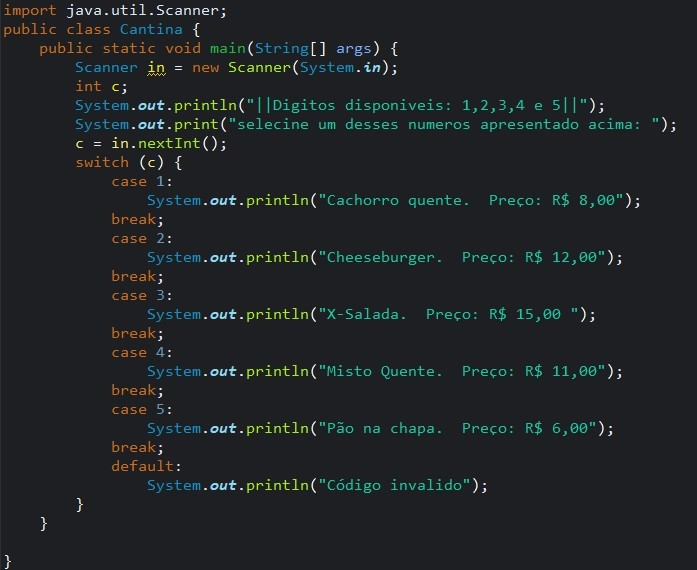 import java.util.Scanner;
public class Cantina {
    public static void main(String[] args) {
        Scanner in = new Scanner(System.in);
        int c;
        System.out.println("||Digitos disponiveis: 1,2,3,4 e 5||");
        System.out.print("selecine um desses numeros apresentado acima: ");
        c = in.nextInt();
        switch (c) {
            case 1:
                System.out.println("Cachorro quente.  Preço: R$ 8,00");
            break;
            case 2:
                System.out.println("Cheeseburger.  Preço: R$ 12,00");
            break;
            case 3:
                System.out.println("X-Salada.  Preço: R$ 15,00 ");
            break;
            case 4:
                System.out.println("Misto Quente.  Preço: R$ 11,00");
            break;
            case 5:
                System.out.println("Pão na chapa.  Preço: R$ 6,00");
            break;
            default:
                System.out.println("Código invalido");
        }
    }
}